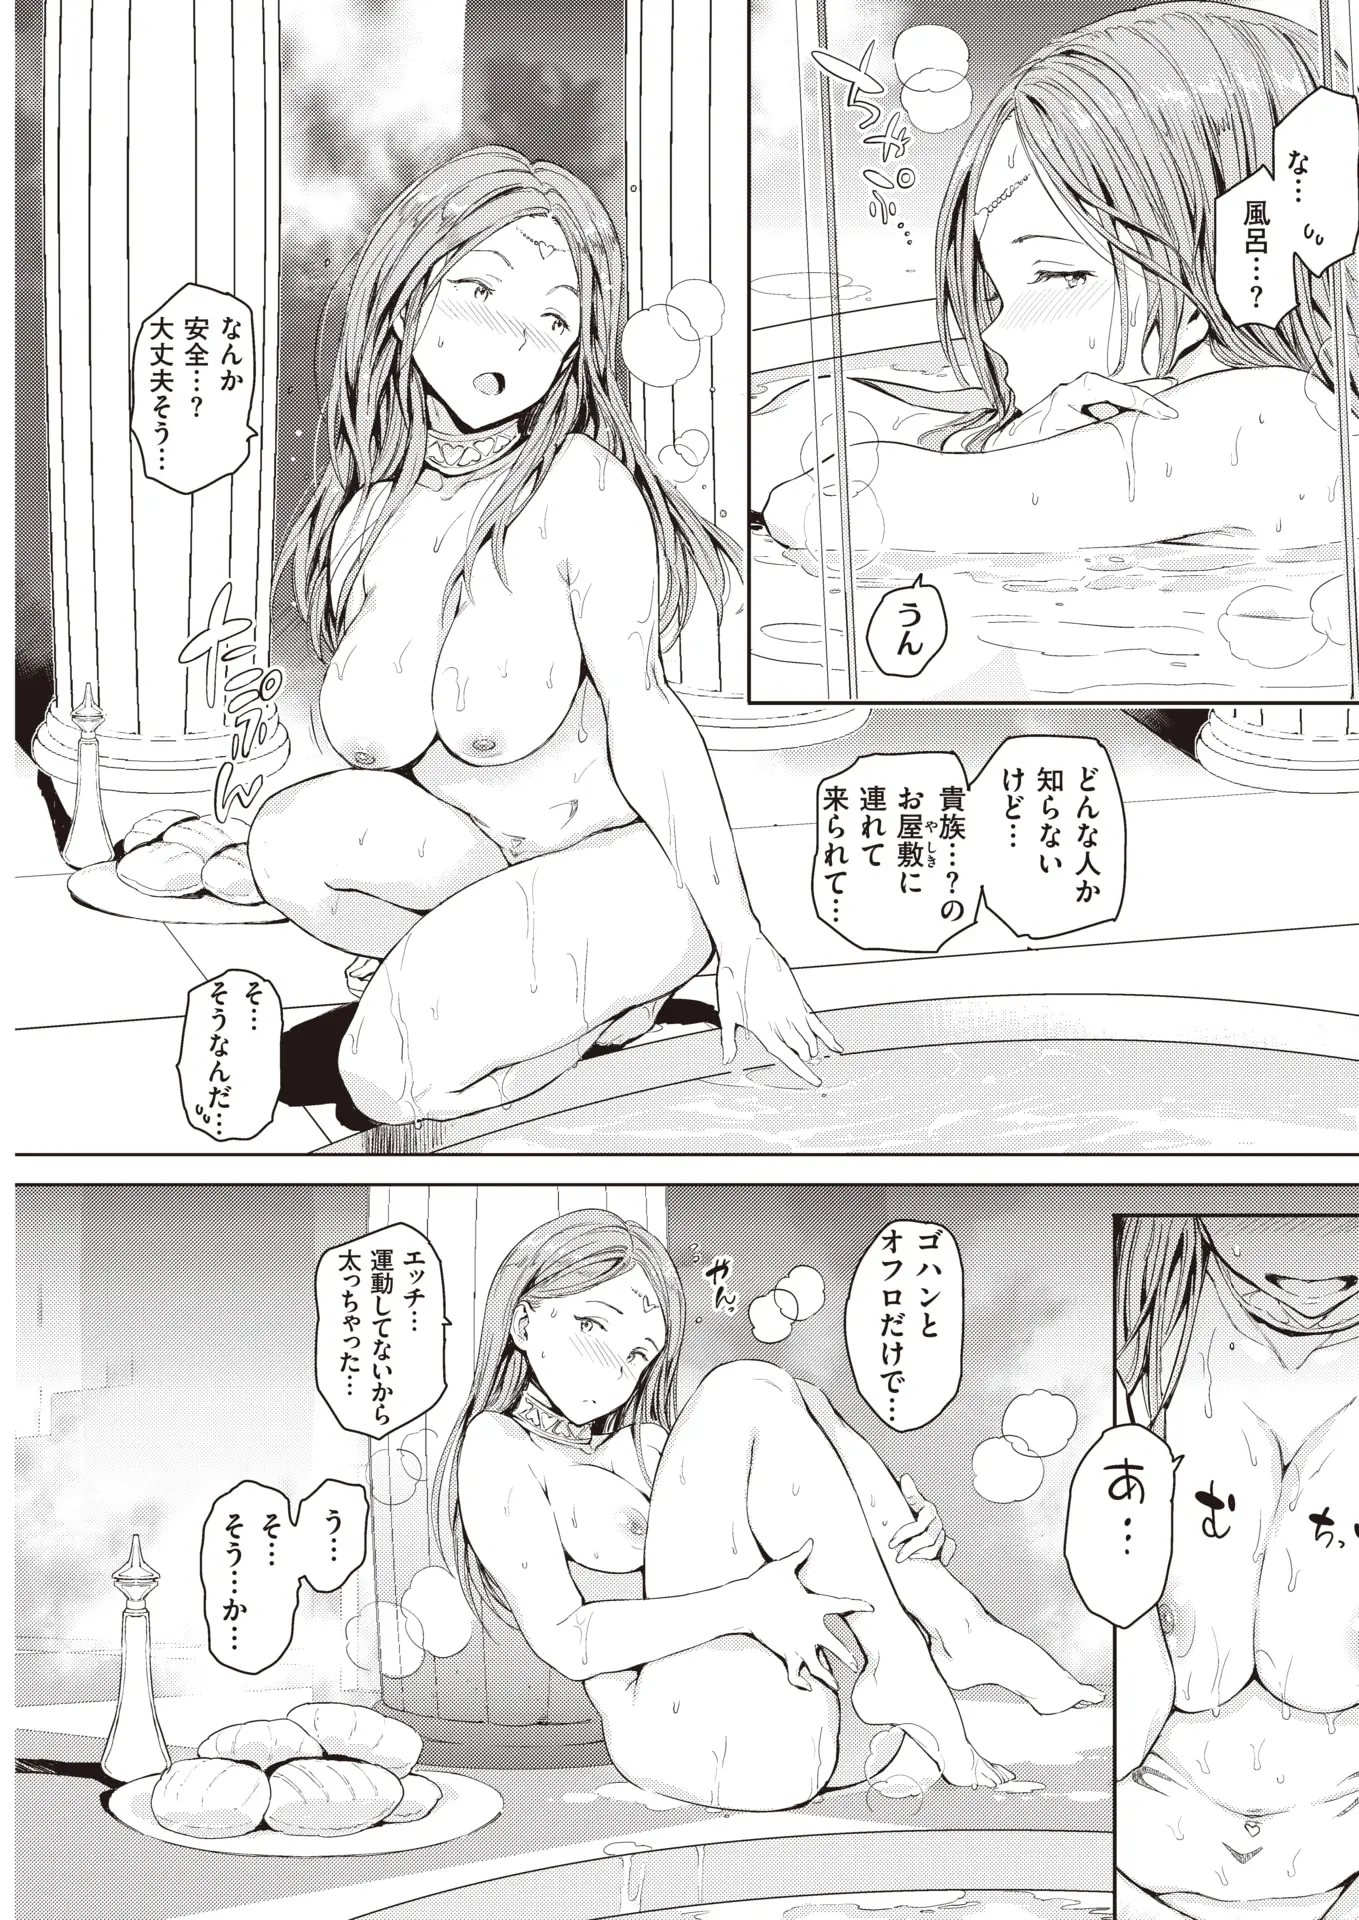 な…
風呂…？
ちゃぷ…
うん
どんな人か
知らない
けど…
貴族…？の
お屋敷に
やしき
連れて
来られて…
なんか
安全…？
大丈夫そう…
たぷん
そ…
そうなんだ…
あ…
むちっ
ゴハンと
オフロだけで…
やんっ
エッチ…
運動してないから
太っちゃった…
う…
そ…
そう…か…